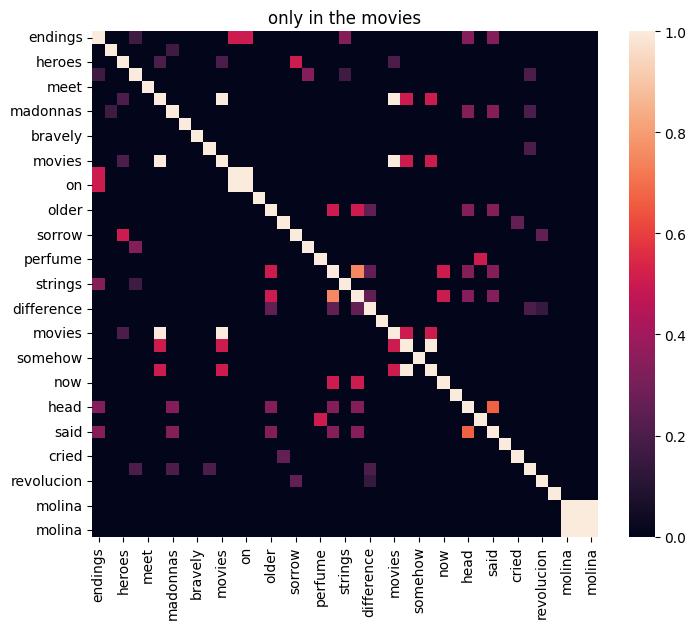 only in the movies
endings
heroes
meet
madonnas
bravely
movies
on
older
sorrow
perfume
strings
difference
movies
somehow
now
head
said
cried
revolucion
molina
molina
endings
heroes
meet
madonnas
bravely
movies
on
older
sorrow
perfume
strings
difference
movies
somehow
now
head
said
cried
revolucion
molina
molina
1.0
0.8
0.6
0.4
0.2
0.0